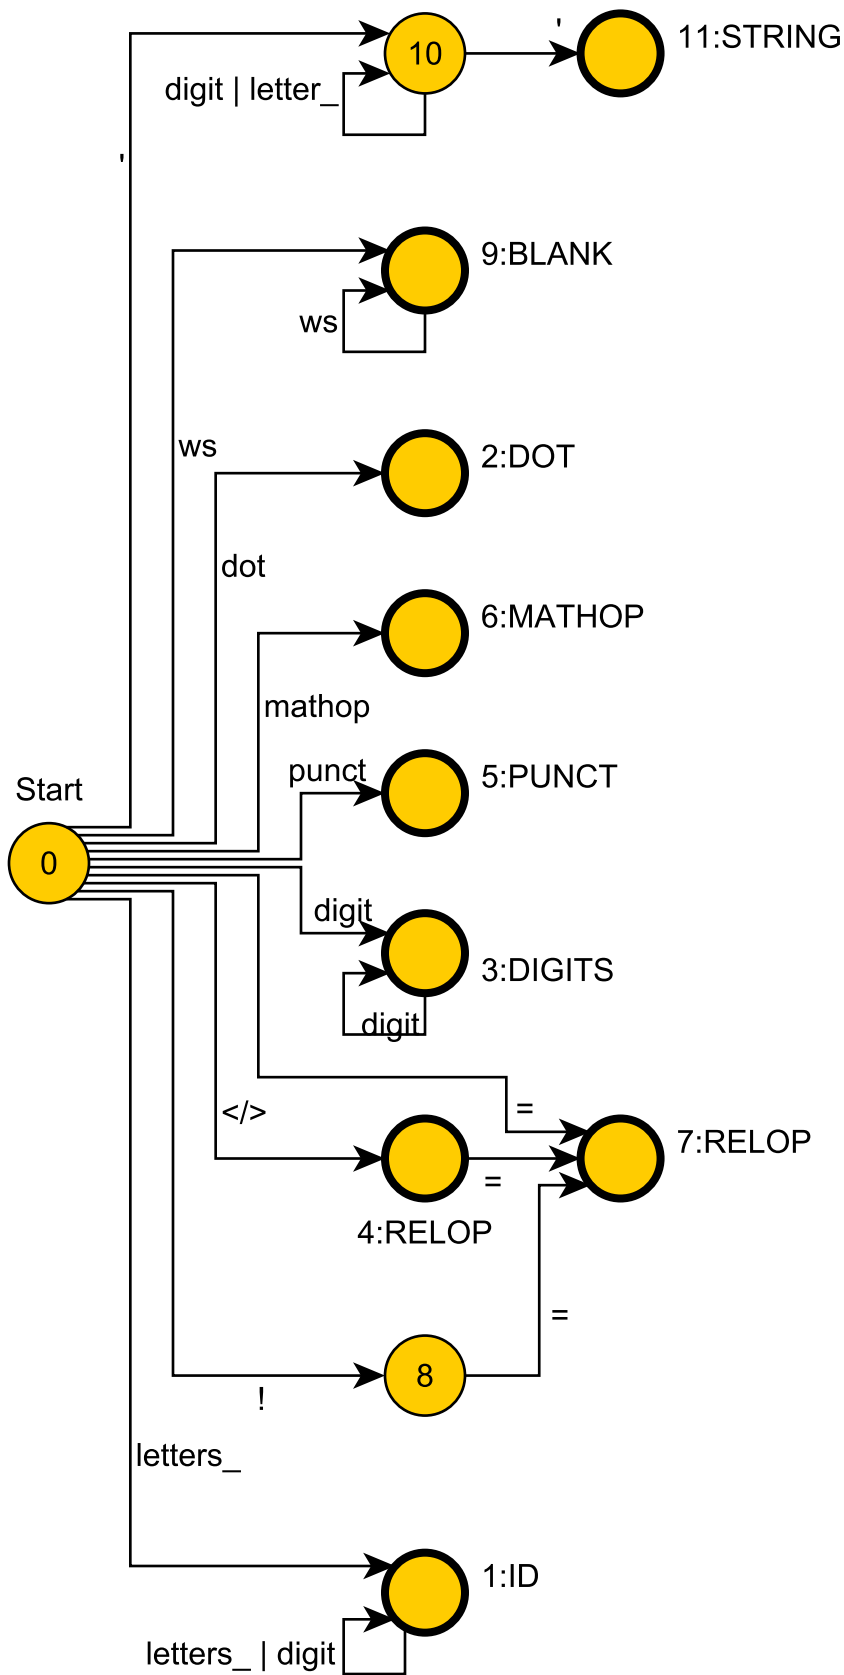 '
10
11:STRING
digit | letter_
'
9:BLANK
ws
ws
2:DOT
dot
6:MATHOP
mathop
punct
5:PUNCT
Start
0
digit
3:DIGITS
digit
</>
=
7:RELOP
=
4:RELOP
=
8
!
letters_
1:ID
letters_ | digit